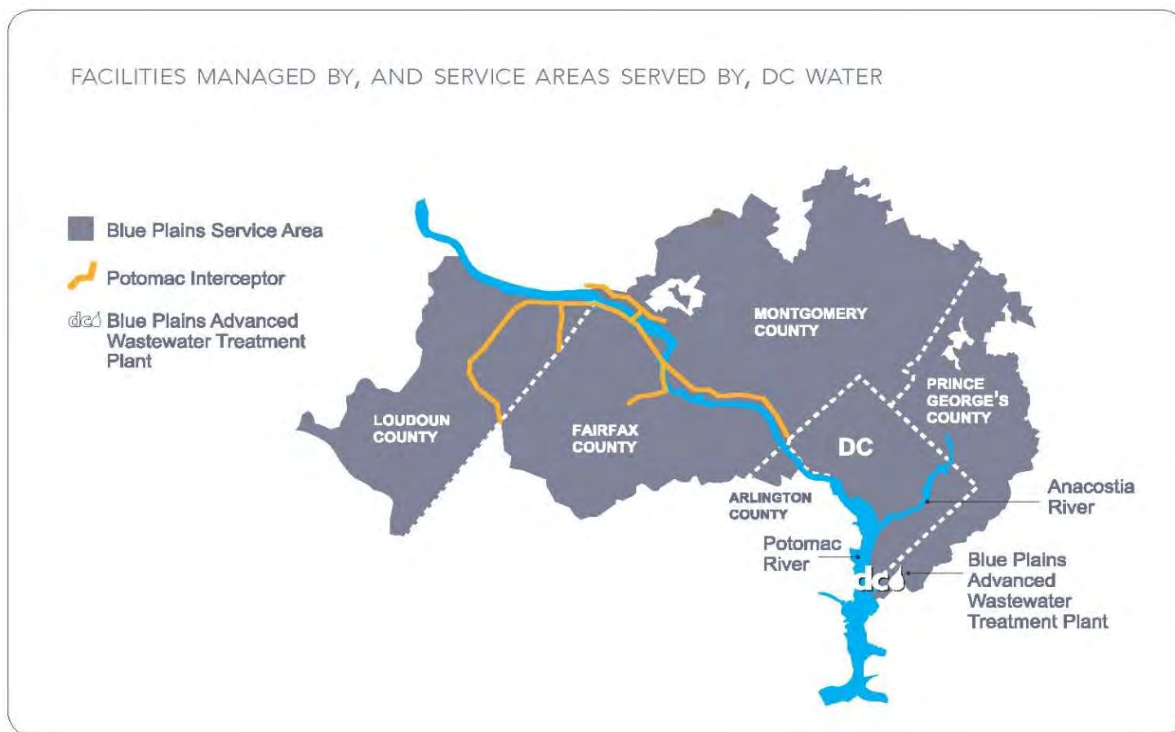 FACILITIES MANAGED BY, AND SERVICE AREAS SERVED BY, DC WATER
Blue Plains Service Area
Potomac Interceptor
dc
Blue Plains Advanced
Wastewater Treatment
Plant
MONTGOMERY
COUNTY
PRINCE
GEORGE'S
COUNTY
LOUDOUN
COUNTY
FAIRFAX
COUNTY
DC
ARLINGTON
COUNTY
Anacostia
River
Potomac
River
dc
Blue Plains
Advanced
Wastewater
Treatment Plant